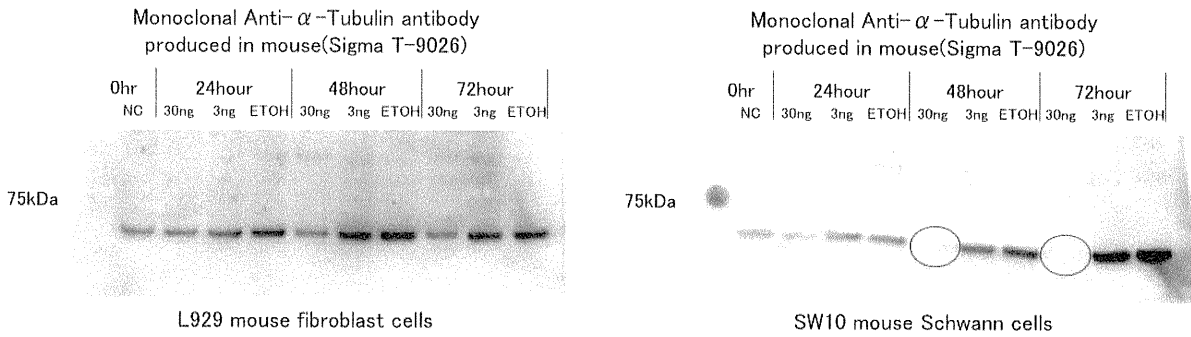 Monoclonal Anti-α-Tubulin antibody
produced in mouse(Sigma T-9026)
0hr 24hour 48hour 72hour
NC 30ng 3ng ETOH 30ng 3ng ETOH 30ng 3ng ETOH
75kDa
L929 mouse fibroblast cells
Monoclonal Anti-α-Tubulin antibody
produced in mouse(Sigma T-9026)
0hr 24hour 48hour 72hour
NC 30ng 3ng ETOH 30ng 3ng ETOH 30ng 3ng ETOH
75kDa
SW10 mouse Schwann cells